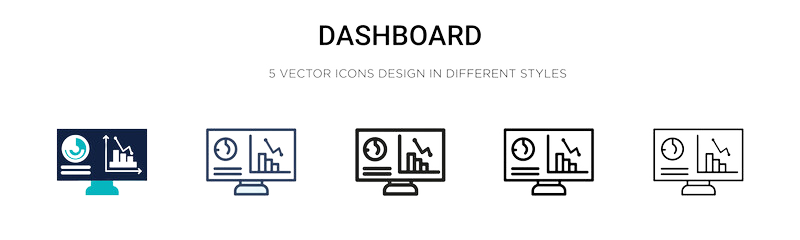 DASHBOARD
5 VECTOR ICONS DESIGN IN DIFFERENT STYLES